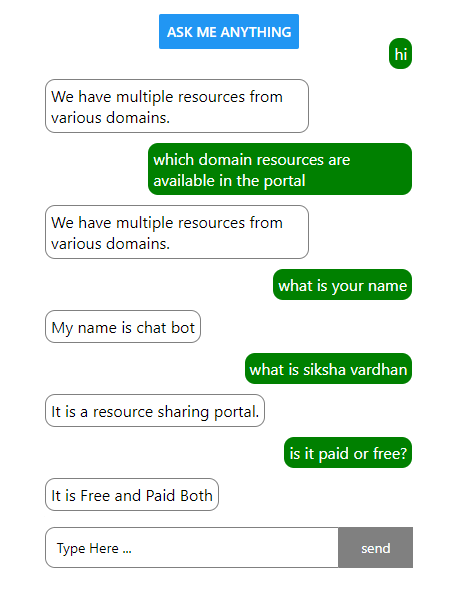 ASK ME ANYTHING
hi
We have multiple resources from
various domains.
which domain resources are
available in the portal
We have multiple resources from
various domains.
what is your name
My name is chat bot
what is siksha vardhan
It is a resource sharing portal.
is it paid or free?
It is Free and Paid Both
Type Here ...
send